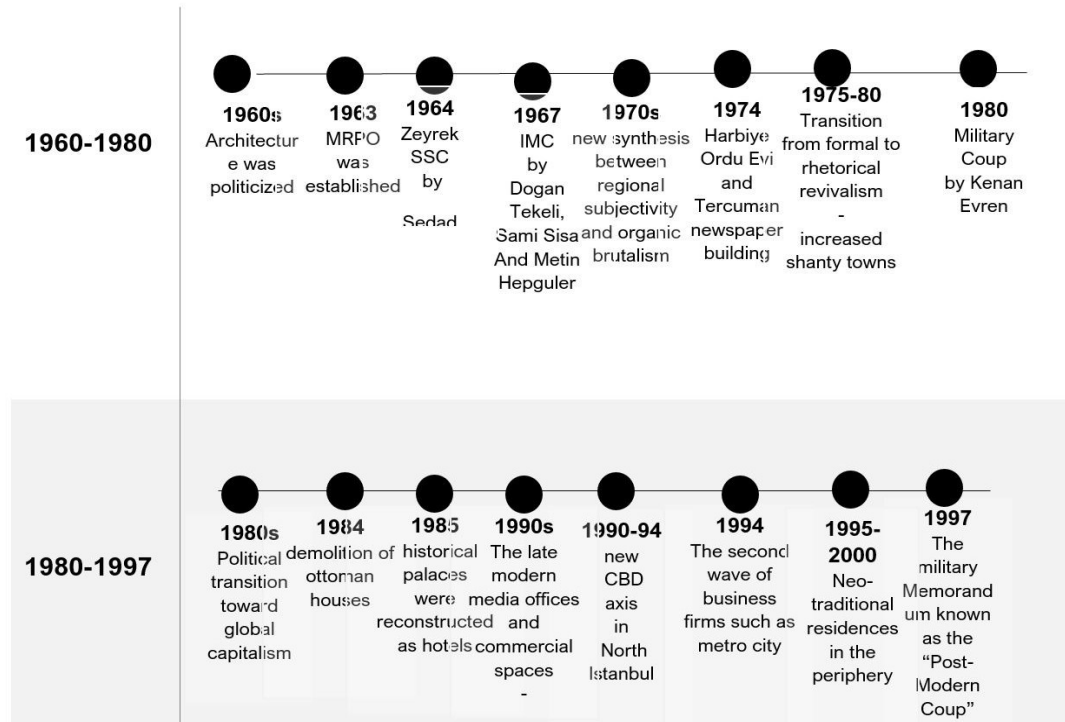 1960-1980
1960s
Architectur
e was
politicized
1963
MRPO
was
established
1964
Zeyrek
SSC
by
Sedad
1967
IMC
by
Dogan
Tekeli,
Sami Sisa
And Metin
Hepguler
1970s
new synthesis
between
regional
subjectivity
and organic
brutalism
1974
Harbiye
Ordu Evi
and
Tercuman
newspaper
building
1975-80
Transition
from formal to
rhetorical
revivalism
-
increased
shanty towns
1980
Military
Coup
by Kenan
Evren
1980-1997
1980s
Political
transition
toward
global
capitalism
1984
demolition of
ottoman
houses
1985
historical
palaces
were
reconstructed
as hotels
1990s
The late
modern
media offices
and
commercial
spaces
-
1990-94
new
CBD
axis
in
North
Istanbul
1994
The second
wave of
business
firms such as
metro city
1995-
2000
Neo-
traditional
residences
in the
periphery
1997
The
military
Memorand
um known
as the
“Post-
Modern
Coup”